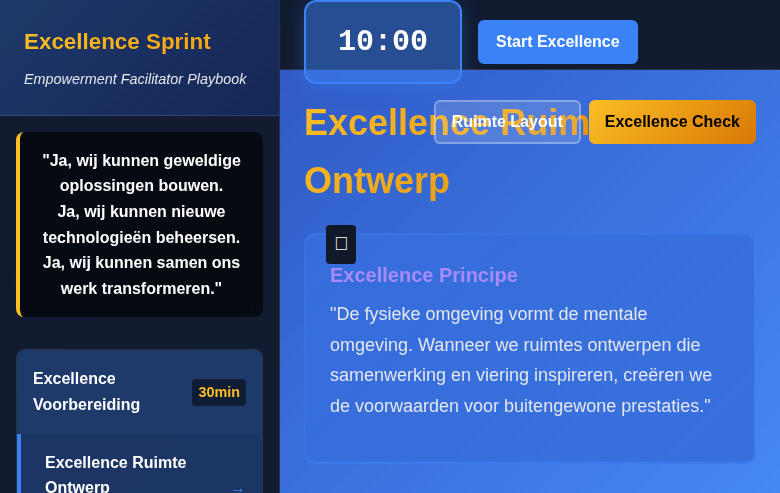 Excellence Sprint
Empowerment Facilitator Playbook
"Ja, wij kunnen geweldige
oplossingen bouwen.
Ja, wij kunnen nieuwe
technologieën beheersen.
Ja, wij kunnen samen ons
werk transformeren."
Excellence
Voorbereiding
30min
Excellence Ruimte
Ontwerp
→
10:00
Start Excellence
Ruimte Layout
Excellence Check
Excellence Ruimte
Ontwerp
Excellence Principe
"De fysieke omgeving vormt de mentale
omgeving. Wanneer we ruimtes ontwerpen die
samenwerking en viering inspireren, creëren we
de voorwaarden voor buitengewone prestaties."